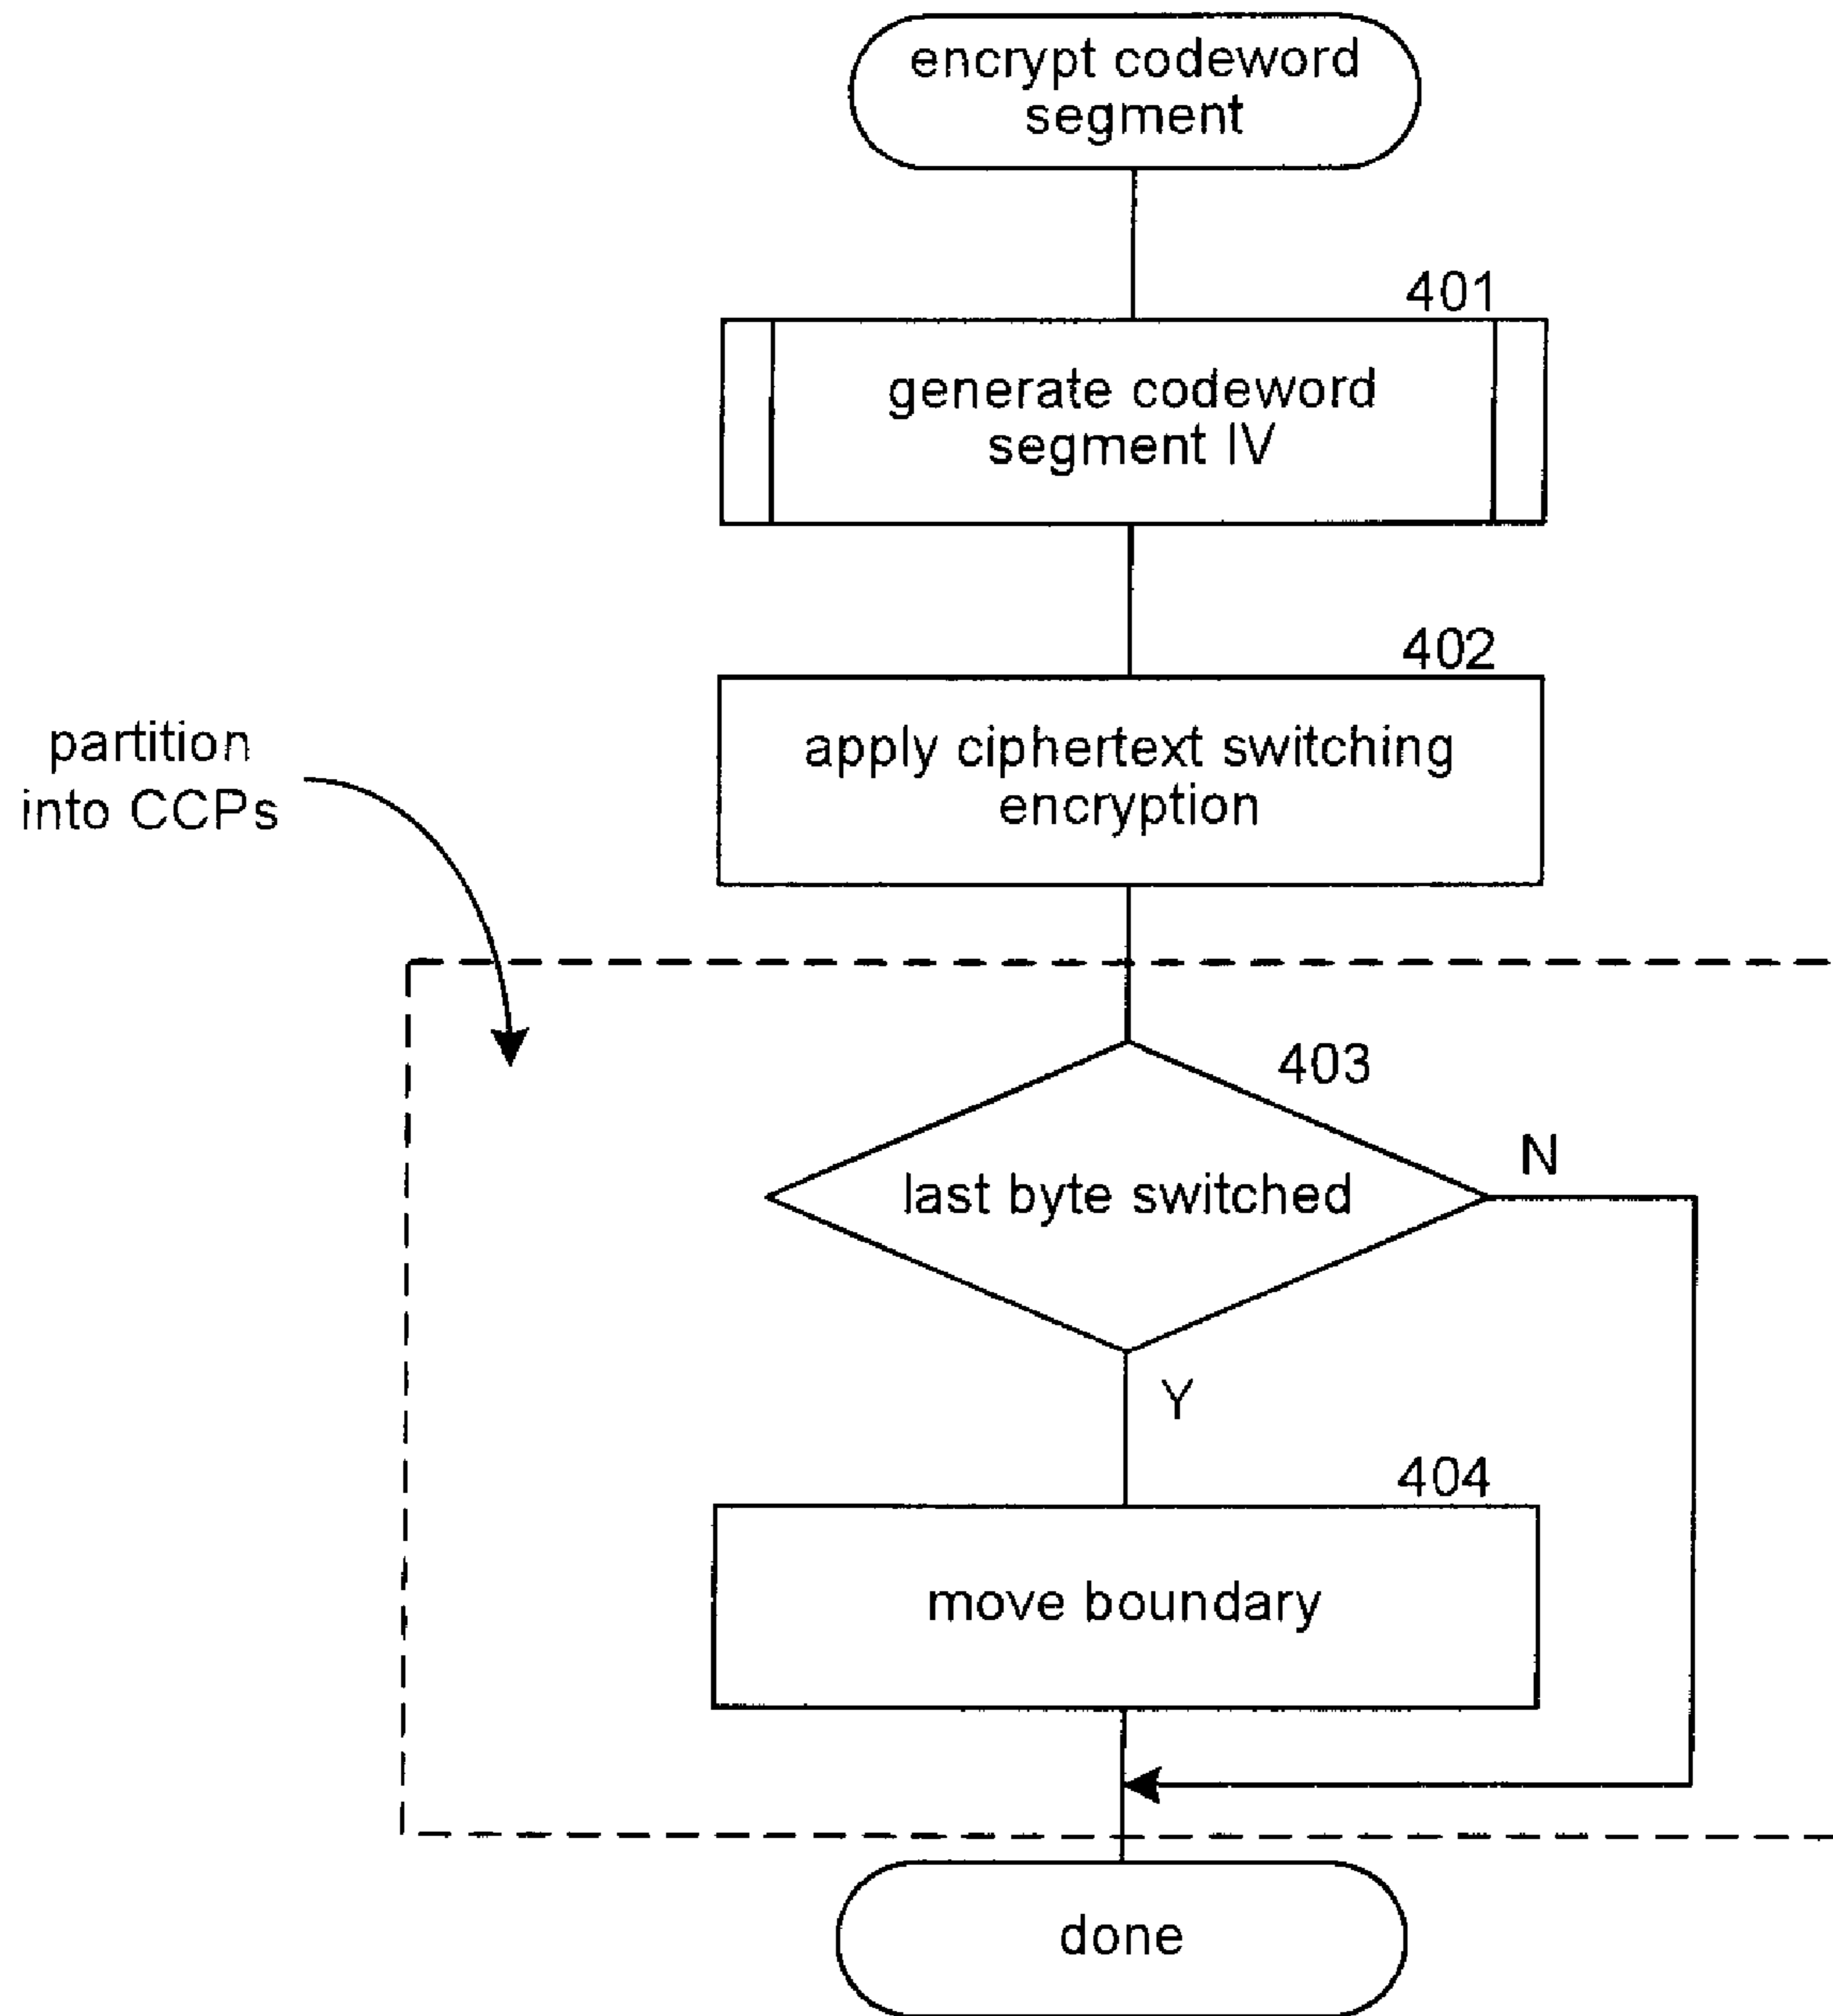 encrypt codeword
segment
401
generate codeword
segment IV
402
apply ciphertext switching
encryption
partition
into CCPs
403
last byte switched
N
Y
404
move boundary
done